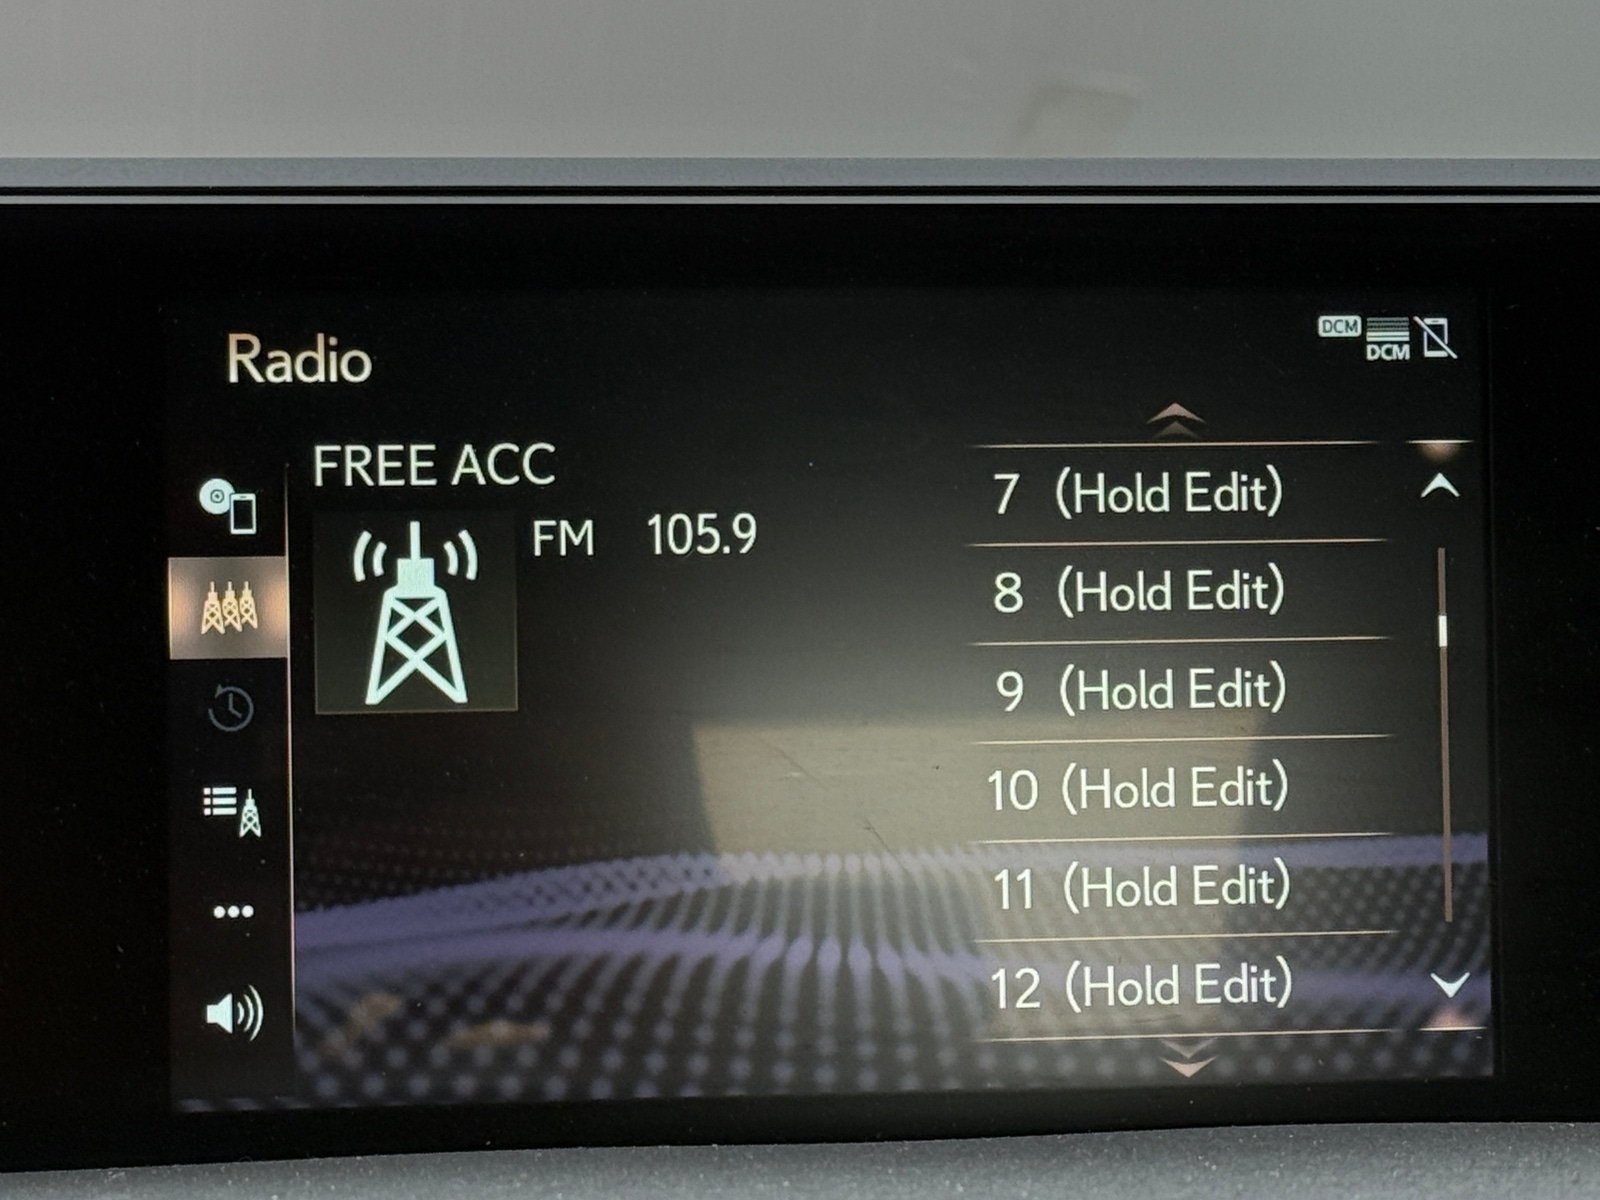 Radio
DCM
DCM
FREE ACC
FM 105.9
7 (Hold Edit)
8 (Hold Edit)
9 (Hold Edit)
10 (Hold Edit)
11 (Hold Edit)
12 (Hold Edit)